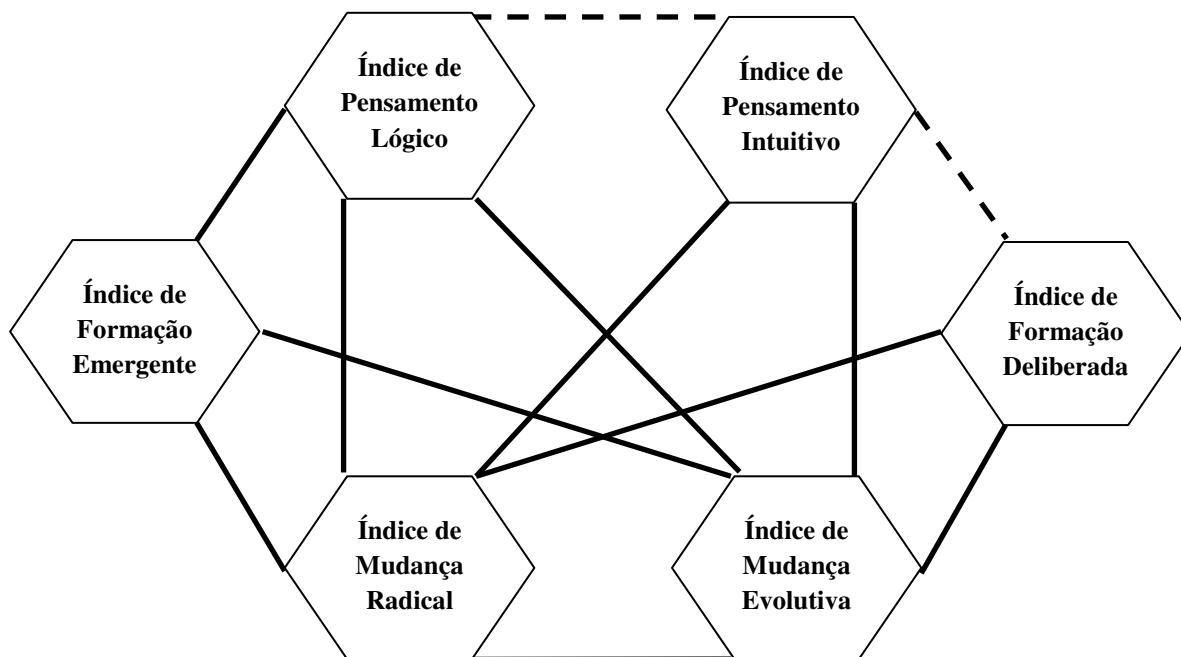 Índice de
Pensamento
Lógico
Índice de
Pensamento
Intuitivo
Índice de
Formação
Emergente
Índice de
Formação
Deliberada
Índice de
Mudança
Radical
Índice de
Mudança
Evolutiva